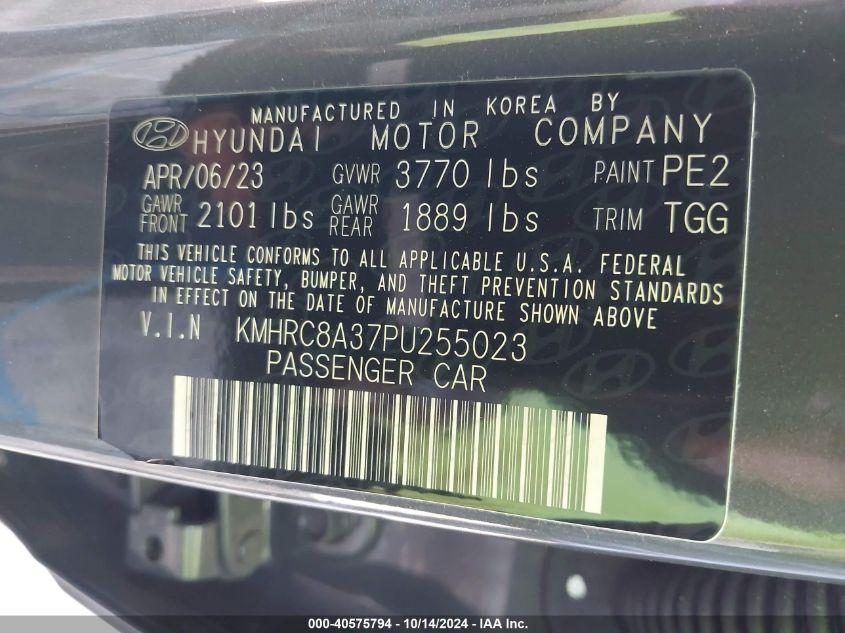 MANUFACTURED IN KOREA BY
HYUNDAI MOTOR COMPANY
APR/06/23 GVWR 3770 lbs PAINT PE2
GAWR FRONT 2101 lbs GAWR REAR 1889 lbs TRIM TGG
THIS VEHICLE CONFORMS TO ALL APPLICABLE U.S.A. FEDERAL
MOTOR VEHICLE SAFETY, BUMPER, AND THEFT PREVENTION STANDARDS
IN EFFECT ON THE DATE OF MANUFACTURE SHOWN ABOVE
V.I.N KMHRC8A37PU255023
PASSENGER CAR
000-40575794 - 10/14/2024 - IAA Inc.